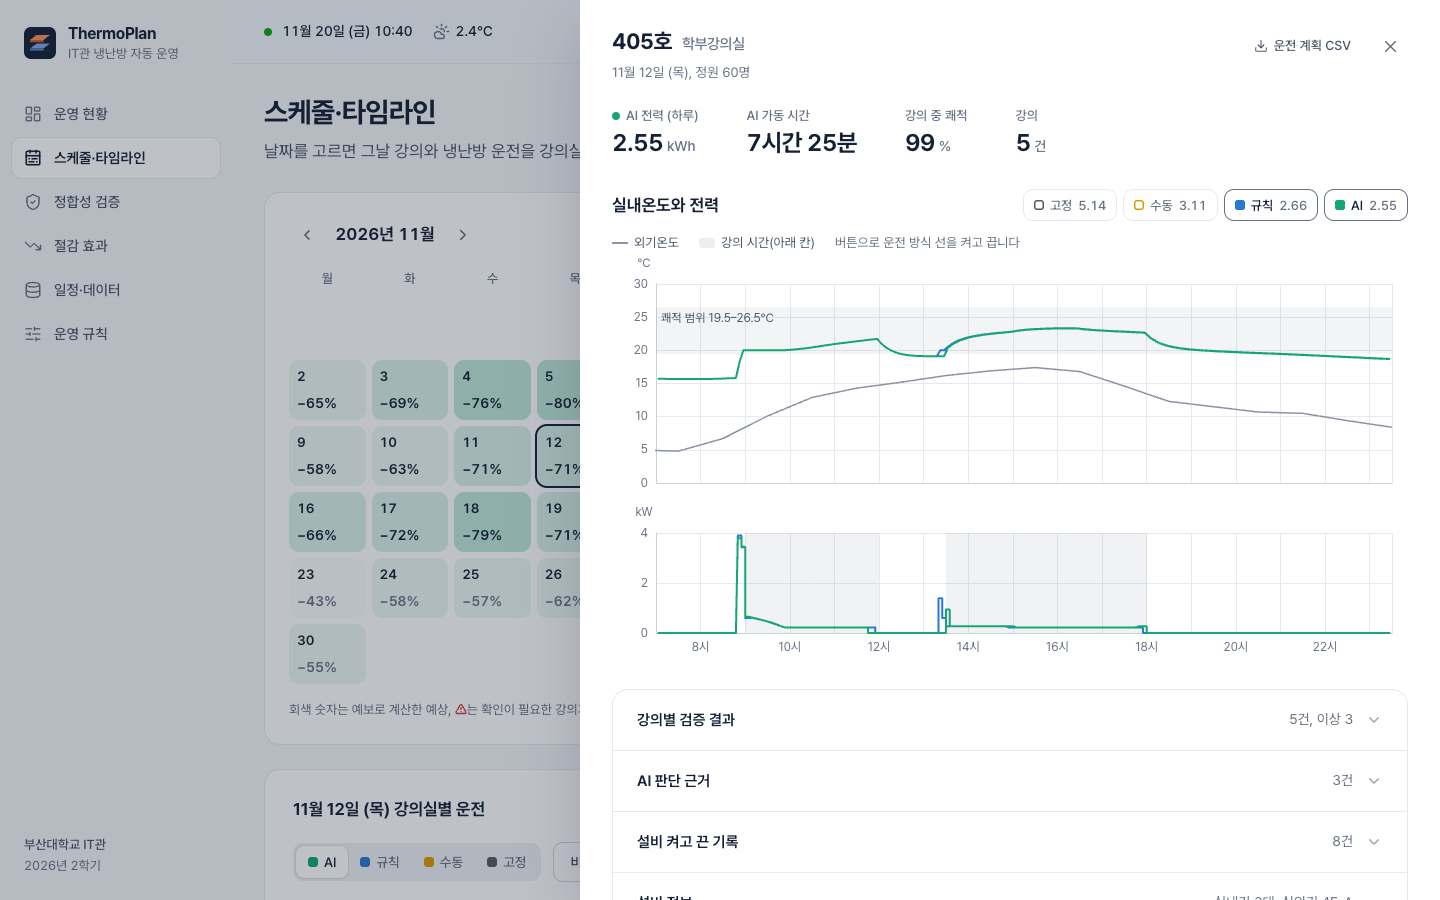 ThermoPlan
IT관 냉난방 자동 운영
운영 현황
스케줄·타임라인
정합성 검증
절감 효과
일정·데이터
운영 규칙
부산대학교 IT관
2026년 2학기
11월 20일 (금) 10:40 2.4°C
스케줄·타임라인
날짜를 고르면 그날 강의와 냉난방 운전을 강의실
2026년 11월
월 화 수 목
2 3 4 5
−65% −69% −76% −80%
9 10 11 12
−58% −63% −71% −71%
16 17 18 19
−66% −72% −79% −71%
23 24 25 26
−43% −58% −57% −62%
30
−55%
회색 숫자는 예보로 계산한 예상, 는 확인이 필요한 강의
11월 12일 (목) 강의실별 운전
AI 규칙 수동 고정
405호 학부강의실
11월 12일 (목), 정원 60명
운전 계획 CSV
AI 전력 (하루) AI 가동 시간 강의 중 쾌적 강의
2.55 kWh 7시간 25분 99 % 5 건
실내온도와 전력
고정 5.14 수동 3.11 규칙 2.66 AI 2.55
외기온도 강의 시간(아래 칸) 버튼으로 운전 방식 선을 켜고 끕니다
°C
30
25
쾌적 범위 19.5–26.5°C
20
15
10
5
0
kW
4
2
0
8시 10시 12시 14시 16시 18시 20시 22시
강의별 검증 결과 5건, 이상 3
AI 판단 근거 3건
설비 켜고 끈 기록 8건